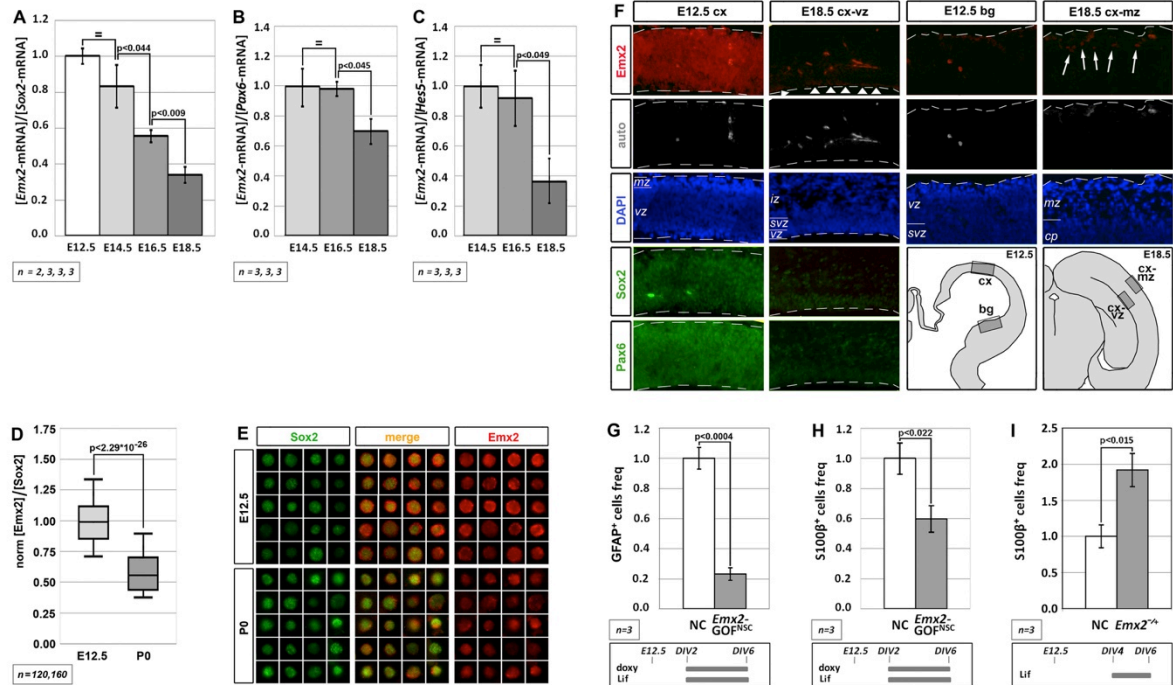 A
[Emx2-mRNA]/[Sox2-mRNA]
1.4
1.2
1.0
0.8
0.6
0.4
0.2
0.0
=
p<0.044
p<0.009
E12.5 E14.5 E16.5 E18.5
n = 2, 3, 3, 3
B
[Emx2-mRNA]/[Pax6-mRNA]
1.4
1.2
1.0
0.8
0.6
0.4
0.2
0.0
=
p<0.045
E14.5 E16.5 E18.5
n = 3, 3, 3
C
[Emx2-mRNA]/Hes5-mRNA]
1.4
1.2
1.0
0.8
0.6
0.4
0.2
0.0
=
p<0.049
E14.5 E16.5 E18.5
n = 3, 3, 3
F
E12.5 cx E18.5 cx-vz E12.5 bg E18.5 cx-mz
Emx2
auto
DAPI
mz
vz
iz
svz
vz
vz
svz
mz
cp
Sox2
Pax6
E12.5
cx
bg
E18.5
cx-
mz
cx-
vz
D
norm [Emx2]/[Sox2]
1.75
1.50
1.25
1.00
0.75
0.50
0.25
0.00
p<2.29*10-26
E12.5 P0
n=120,160
E
Sox2 merge Emx2
E12.5
P0
G
GFAP+ cells freq
1.2
1.0
0.8
0.6
0.4
0.2
0.0
p<0.0004
NC Emx2-
GOFNSC
n=3
E12.5 DIV2 DIV6
doxy
Lif
H
S100β+ cells freq
1.2
1.0
0.8
0.6
0.4
0.2
0.0
p<0.022
NC Emx2-
GOFNSC
n=3
E12.5 DIV2 DIV6
doxy
Lif
I
S100β+ cells freq
2.5
2.0
1.5
1.0
0.5
0.0
p<0.015
NC Emx2-/+
n=3
E12.5 DIV4 DIV6
Lif